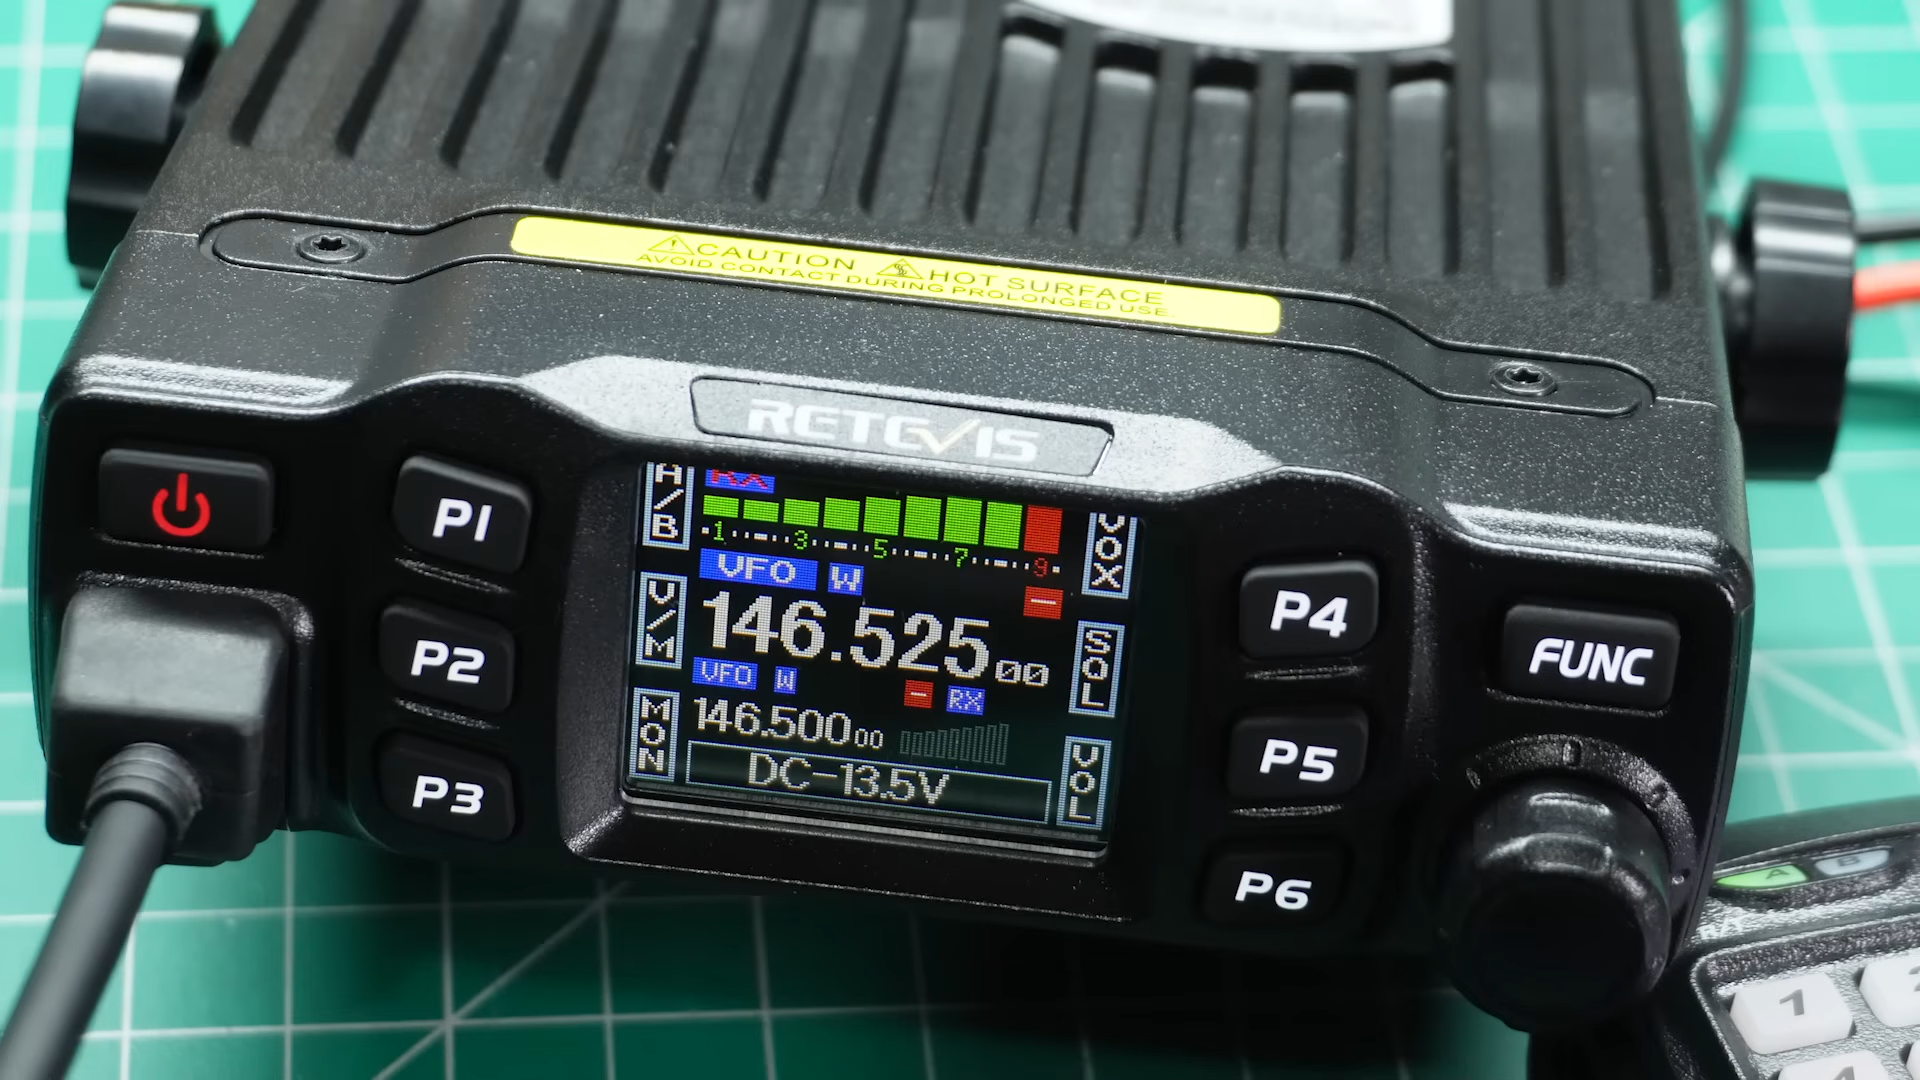 CAUTION HOT SURFACE
AVOID CONTACT DURING PROLONGED USE.
RETEVIS
P1
P2
P3
A/B
V/M
MON
RX
1 3 5 7 9
VFO W
-
146.52500
VFO W - RX
146.50000
DC-13.5V
VOX
SQL
VOL
P4
P5
P6
FUNC
A B
1